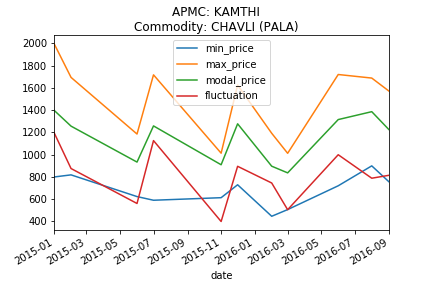 APMC: KAMTHI
Commodity: CHAVLI (PALA)
min_price
max_price
modal_price
fluctuation
2000
1800
1600
1400
1200
1000
800
600
400
2015-01
2015-03
2015-05
2015-07
2015-09
2015-11
2016-01
2016-03
2016-05
2016-07
2016-09
date